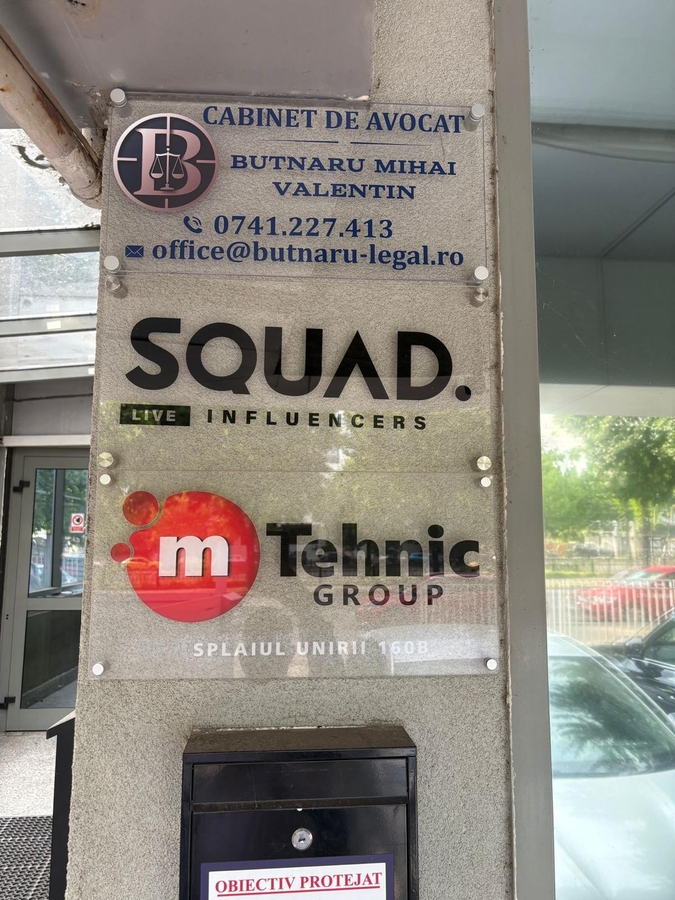 B
CABINET DE AVOCAT
BUTNARU MIHAI
VALENTIN
0741.227.413
office@butnaru-legal.ro
SQUAD.
LIVE INFLUENCERS
m Tehnic
GROUP
SPLAIUL UNIRII 160B
OBIECTIV PROTEJAT